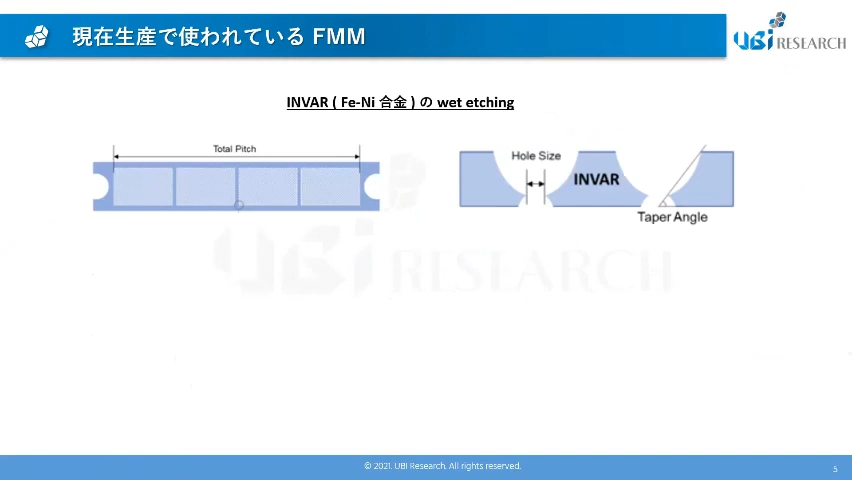 現在生産で使われている FMM
UBi RESEARCH
INVAR ( Fe-Ni 合金 ) の wet etching
Total Pitch
Hole Size
INVAR
Taper Angle
UBi RESEARCH
© 2021. UBI Research. All rights reserved.
5